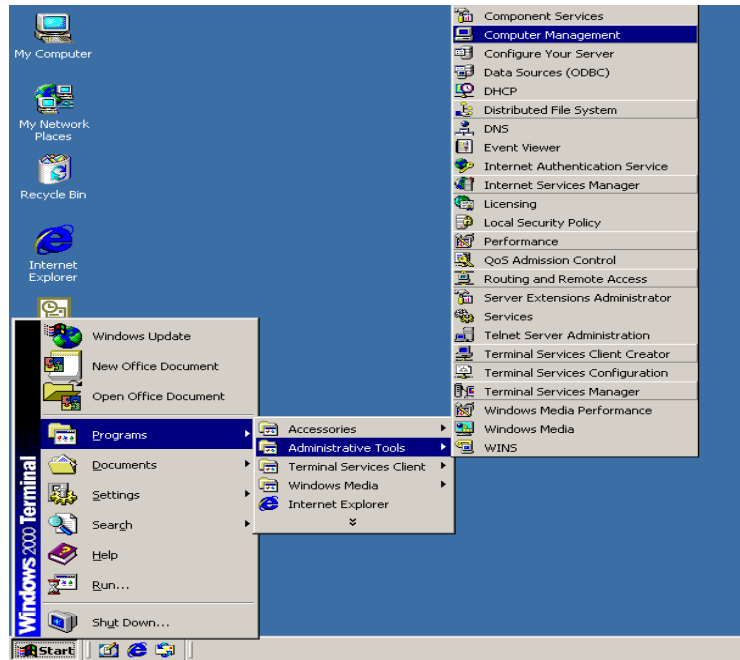 My Computer
My Network
Places
Recycle Bin
Internet
Explorer
Windows 2000 Terminal
Windows Update
New Office Document
Open Office Document
Programs
Documents
Settings
Search
Help
Run...
Shut Down...
Start
Accessories
Administrative Tools
Terminal Services Client
Windows Media
Internet Explorer
Component Services
Computer Management
Configure Your Server
Data Sources (ODBC)
DHCP
Distributed File System
DNS
Event Viewer
Internet Authentication Service
Internet Services Manager
Licensing
Local Security Policy
Performance
QoS Admission Control
Routing and Remote Access
Server Extensions Administrator
Services
Telnet Server Administration
Terminal Services Client Creator
Terminal Services Configuration
Terminal Services Manager
Windows Media Performance
Windows Media
WINS